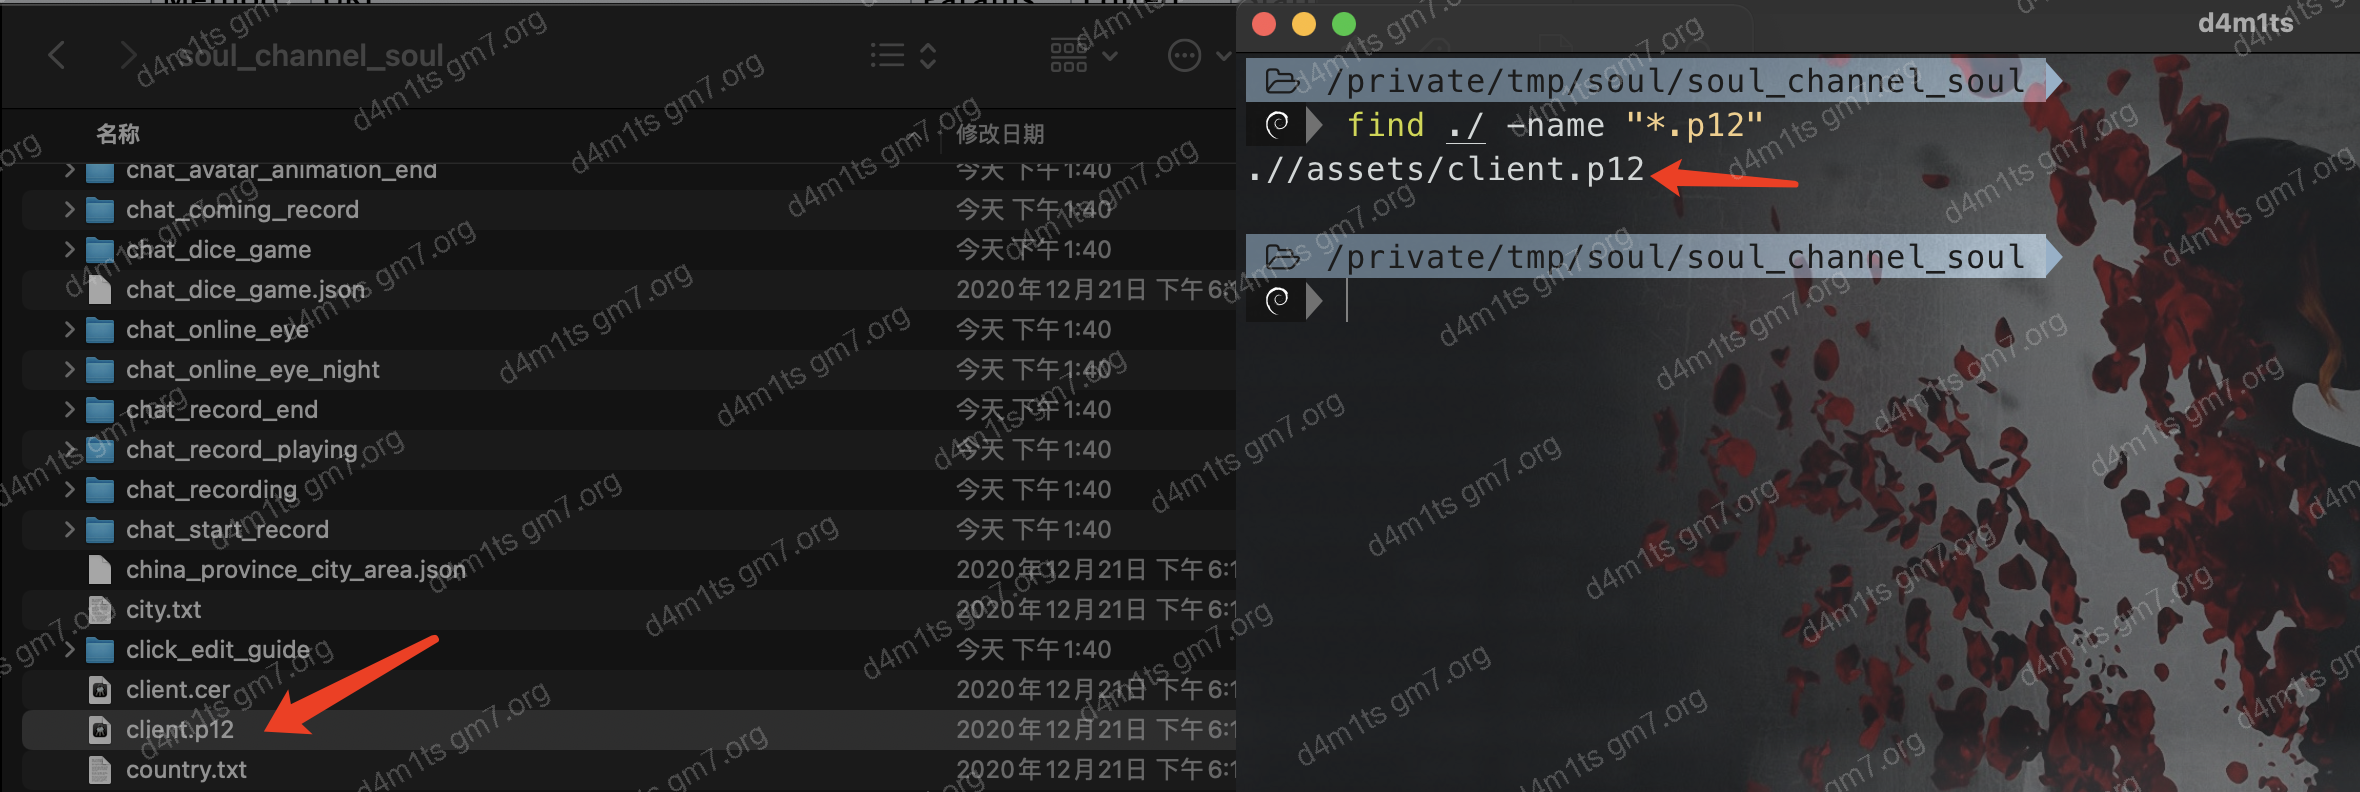 soul_channel_soul
名称
修改日期
chat_avatar_animation_end
今天 下午1:40
chat_coming_record
今天 下午1:40
chat_dice_game
今天 下午1:40
chat_dice_game.json
2020年12月21日 下午6:1
chat_online_eye
今天 下午1:40
chat_online_eye_night
今天 下午1:40
chat_record_end
今天 下午1:40
chat_record_playing
今天 下午1:40
chat_recording
今天 下午1:40
chat_start_record
今天 下午1:40
china_province_city_area.json
2020年12月21日 下午6:1
city.txt
2020年12月21日 下午6:1
click_edit_guide
今天 下午1:40
client.cer
2020年12月21日 下午6:1
client.p12
2020年12月21日 下午6:1
country.txt
2020年12月21日 下午6:1
d4m1ts
/private/tmp/soul/soul_channel_soul
find ./ -name "*.p12"
.//assets/client.p12
/private/tmp/soul/soul_channel_soul
d4m1ts gm7.org